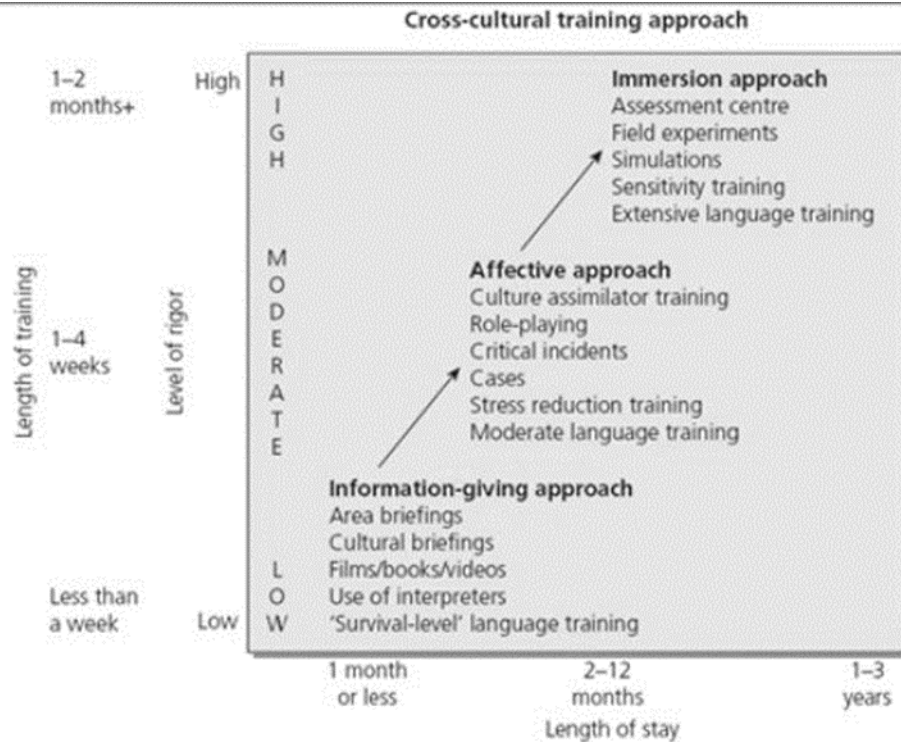 Cross-cultural training approach
1–2
months+
High
HIGH
Immersion approach
Assessment centre
Field experiments
Simulations
Sensitivity training
Extensive language training
Length of training
1–4
weeks
Level of rigor
MODERATE
Affective approach
Culture assimilator training
Role-playing
Critical incidents
Cases
Stress reduction training
Moderate language training
Information-giving approach
Area briefings
Cultural briefings
Films/books/videos
Use of interpreters
'Survival-level' language training
Less than
a week
Low
LOW
1 month
or less
2–12
months
1–3
years
Length of stay